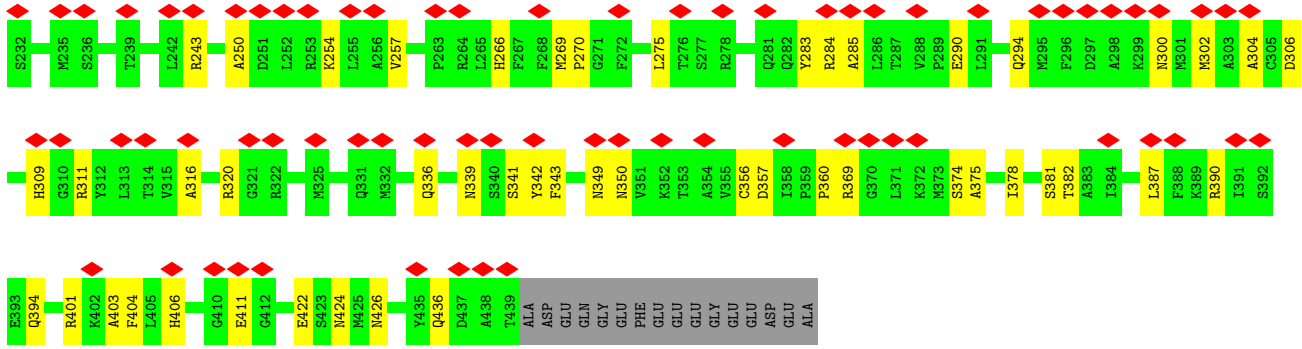 S232 M235 S236 T239 L242 R243 A250 D251 L252 R253 K254 L255 A256 V257 P263 R264 L265 H266 F267 F268 M269 P270 G271 F272 L275 T276 S277 R278 Q281 Q282 Y283 R284 A285 L286 T287 V288 P289 E290 L291 Q294 M295 F296 D297 A298 K299 N300 M301 M302 A303 A304 C305 D306
H309 G310 R311 Y312 L313 T314 V315 A316 R320 G321 R322 M325 Q331 M332 Q336 N339 S340 S341 Y342 F343 N349 N350 V351 K352 T353 A354 V355 C356 D357 I358 P359 P360 R369 G370 L371 K372 M373 S374 A375 I378 S381 T382 A383 I384 L387 F388 K389 R390 I391 S392
E393 Q394 R401 K402 A403 F404 L405 H406 G410 E411 G412 E422 S423 N424 M425 N426 Y435 Q436 D437 A438 T439 ALA ASP GLU GLN GLY GLU PHE GLU GLU GLU GLY GLU GLU ASP GLU ALA